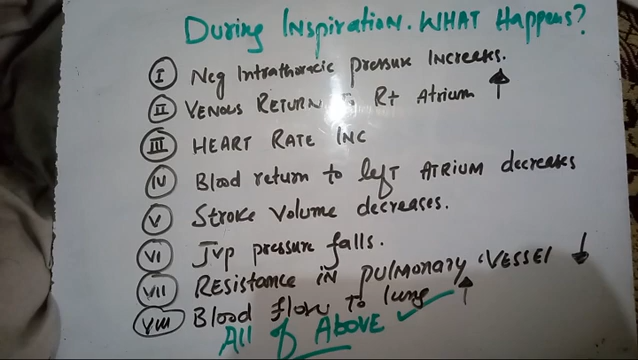 During Inspiration. WHAT Happens?
I Neg Intrathoracic pressure Increases.
II VENOUS RETURN To Rt Atrium ↑
III HEART RATE INC
IV Blood return to left ATRIUM decreases
V Stroke Volume decreases.
VI Jvp pressure falls.
VII Resistance IN pulmonary VESSEL ↓
VIII Blood flow To lung ↑
All of Above ✓